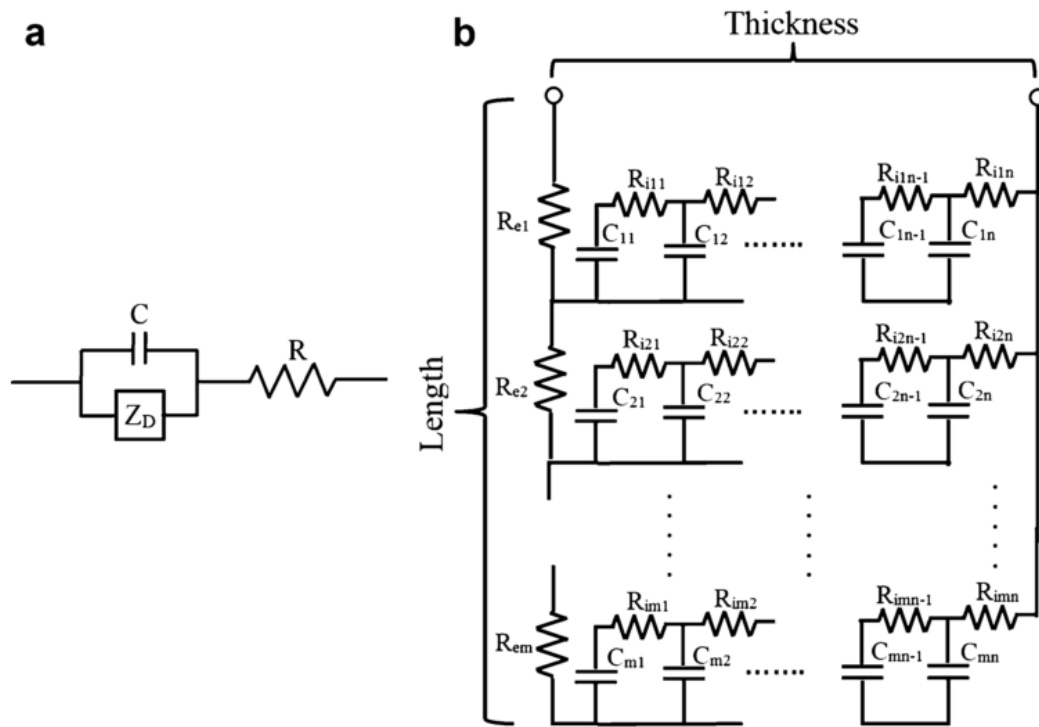 a
C
Z_D
R
b
Thickness
Length
R_e1
R_i11 R_i12 R_i1n-1 R_i1n
C_11 C_12 C_1n-1 C_1n
R_e2
R_i21 R_i22 R_i2n-1 R_i2n
C_21 C_22 C_2n-1 C_2n
R_em
R_im1 R_im2 R_imn-1 R_imn
C_m1 C_m2 C_mn-1 C_mn